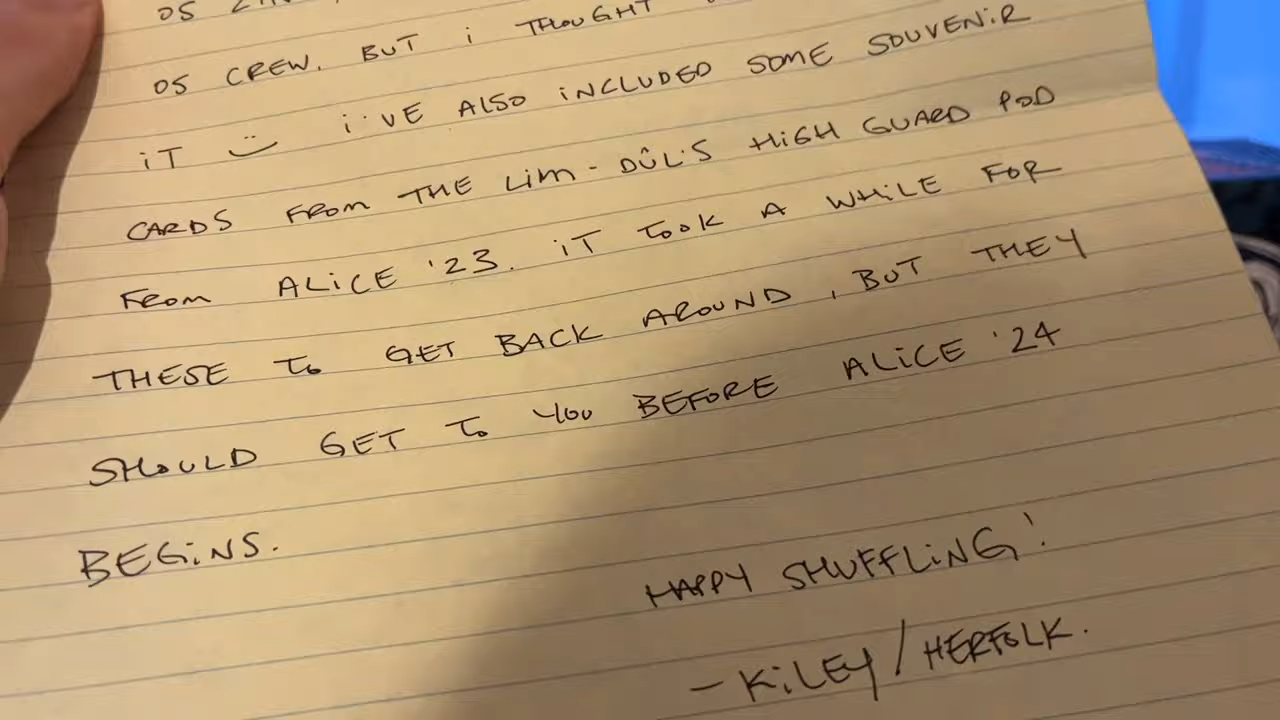 OS
OS CREW. BUT i THOUGHT
iT :) i'VE ALSO iNCLUDED SOME SOUVENiR
CARDS FROM THE LiM-DÛL'S HiGH GUARD POD
FROM ALiCE '23. iT TOOK A WHiLE FOR
THESE TO GET BACK AROUND, BUT THEY
SHOULD GET TO YOU BEFORE ALiCE '24
BEGiNS.
HAPPY SHUFFLiNG!
- KiLEY/HERFOLK.